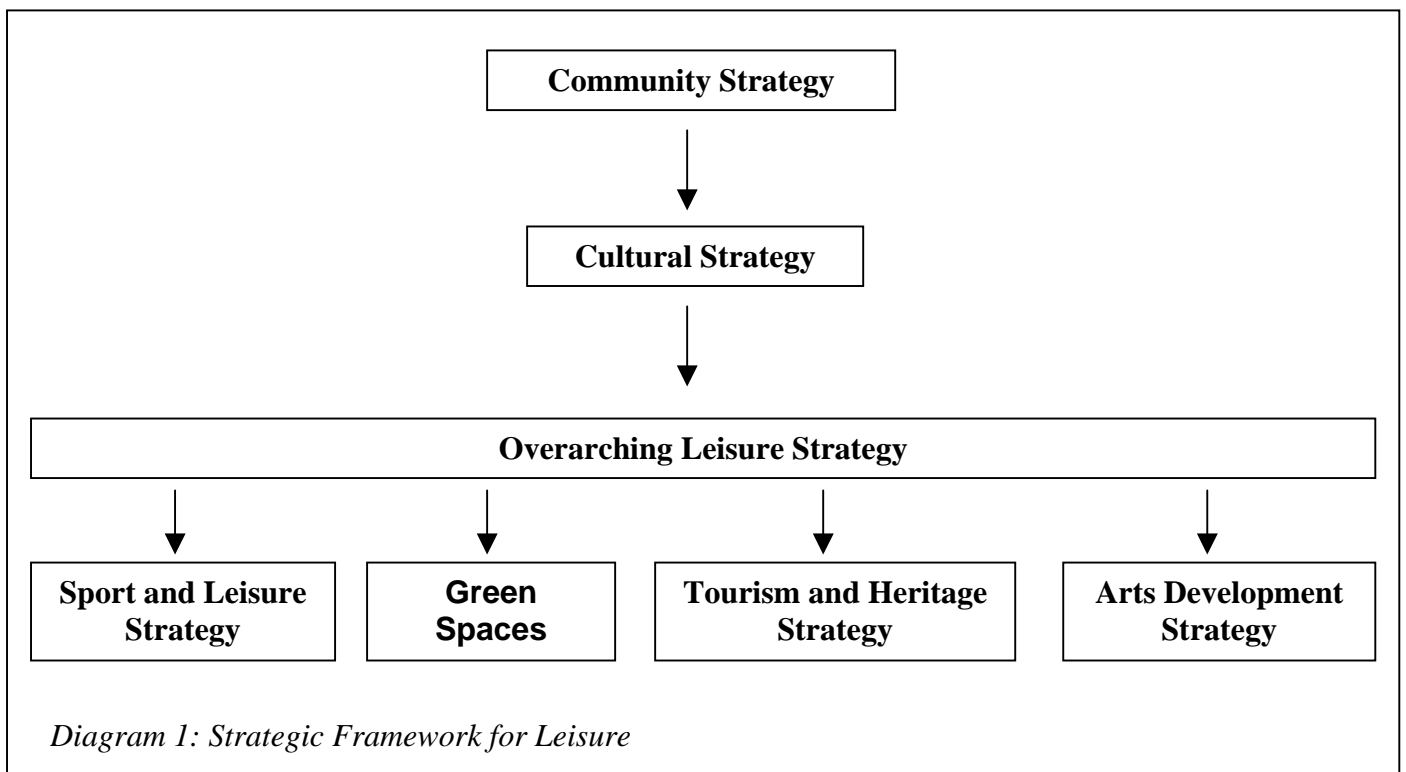 Community Strategy
Cultural Strategy
Overarching Leisure Strategy
Sport and Leisure
Strategy
Green
Spaces
Tourism and Heritage
Strategy
Arts Development
Strategy
Diagram 1: Strategic Framework for Leisure